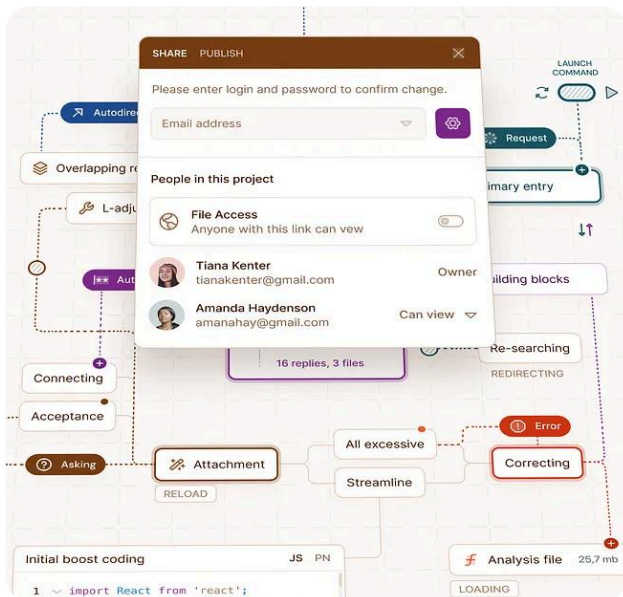 SHARE PUBLISH
Please enter login and password to confirm change.
Email address
People in this project
File Access
Anyone with this link can vew
Tiana Kenter
tianakenter@gmail.com
Owner
Amanda Haydenson
amanahay@gmail.com
Can view
LAUNCH
COMMAND
Autodire
Request
Overlapping re
imary entry
L-adju
Aut
ilding blocks
16 replies, 3 files
Re-searching
REDIRECTING
Connecting
Acceptance
All excessive
Error
Asking
Attachment
Correcting
RELOAD
Streamline
Initial boost coding JS PN
1 import React from 'react';
Analysis file 25,7 mb
LOADING